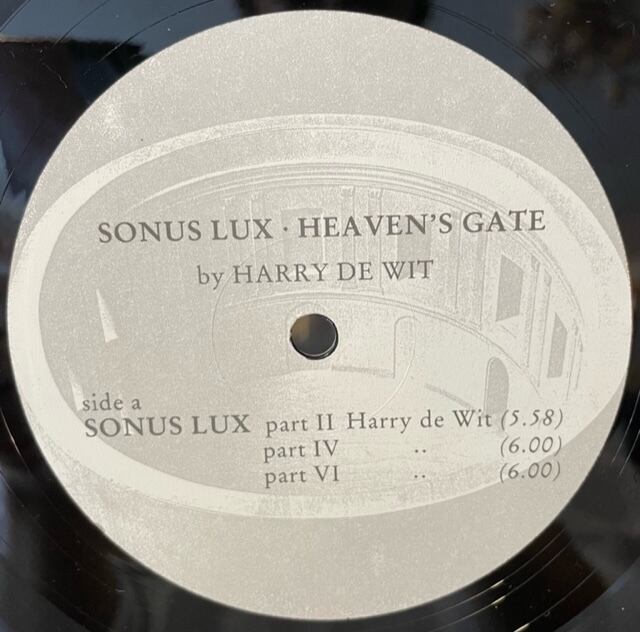 SONUS LUX · HEAVEN'S GATE
by HARRY DE WIT
side a
SONUS LUX part II Harry de Wit (5.58)
part IV .. (6.00)
part VI .. (6.00)